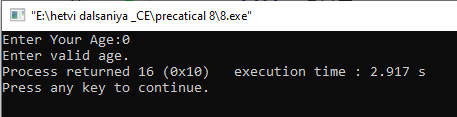 "E:\hetvi dalsaniya _CE\precatical 8\8.exe"
Enter Your Age:0
Enter valid age.
Process returned 16 (0x10)   execution time : 2.917 s
Press any key to continue.